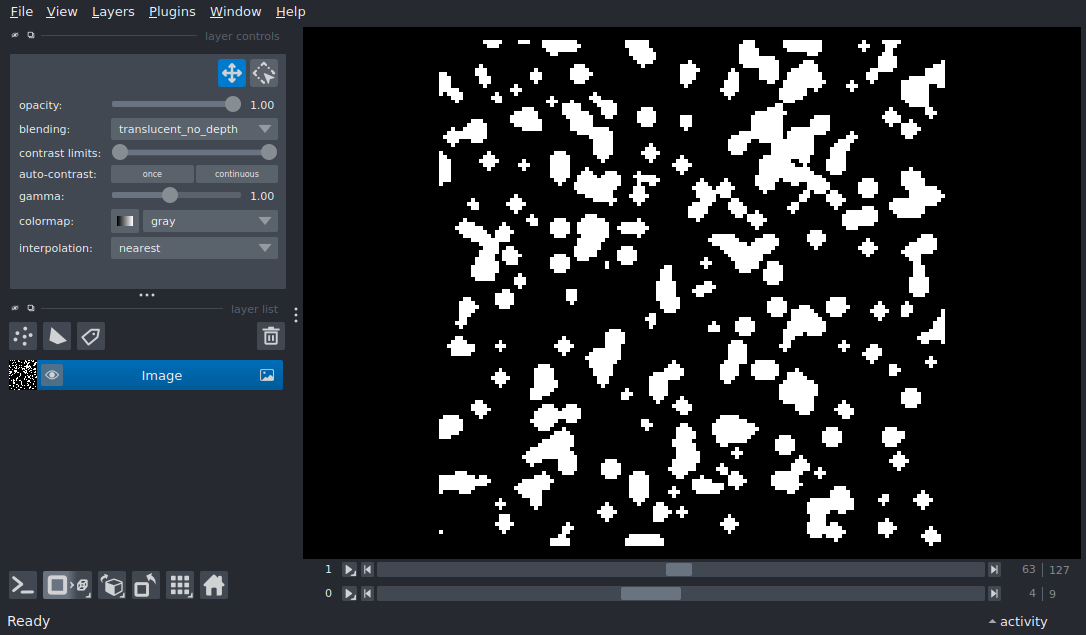 File View Layers Plugins Window Help
layer controls
opacity: 1.00
blending: translucent_no_depth
contrast limits:
auto-contrast: once continuous
gamma: 1.00
colormap: gray
interpolation: nearest
layer list
Image
1 63 127
0 4 9
Ready
activity